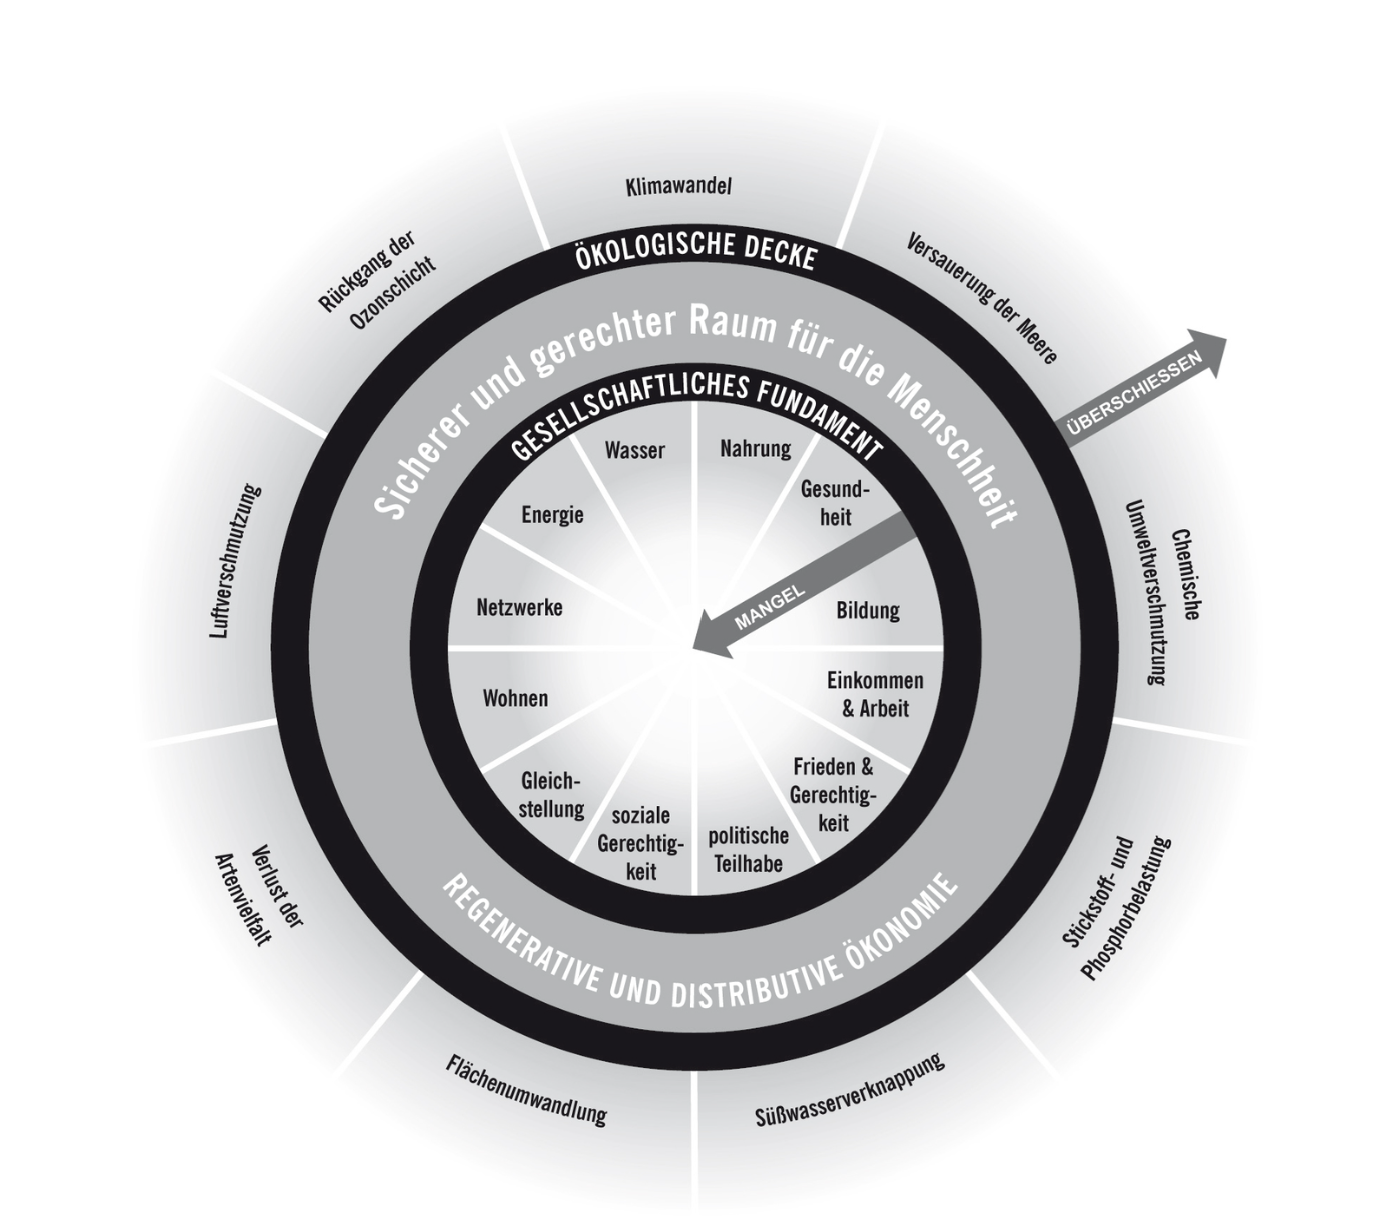 Klimawandel
Versauerung der Meere
Chemische
Umweltverschmutzung
Stickstoff- und
Phosphorbelastung
Süßwasserverknappung
Flächenumwandlung
Verlust der
Artenvielfalt
Luftverschmutzung
Rückgang der
Ozonschicht
ÜBERSCHIESSEN
ÖKOLOGISCHE DECKE
Sicherer und gerechter Raum für die Menschheit
GESELLSCHAFTLICHES FUNDAMENT
Wasser
Nahrung
Gesund-
heit
Bildung
Einkommen
& Arbeit
Frieden &
Gerechtig-
keit
politische
Teilhabe
soziale
Gerechtig-
keit
Gleich-
stellung
Wohnen
Netzwerke
Energie
MANGEL
REGENERATIVE UND DISTRIBUTIVE ÖKONOMIE